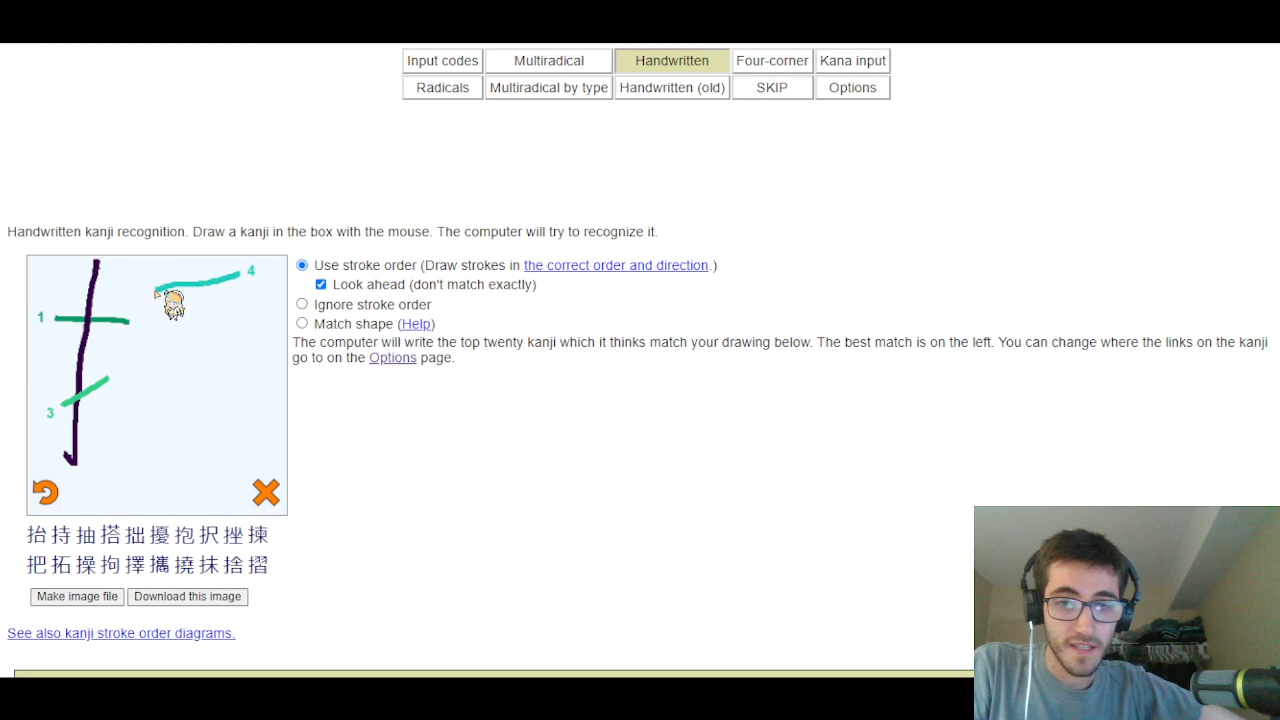 Input codes Multiradical Handwritten Four-corner Kana input
Radicals Multiradical by type Handwritten (old) SKIP Options
Handwritten kanji recognition. Draw a kanji in the box with the mouse. The computer will try to recognize it.
Use stroke order (Draw strokes in the correct order and direction.)
Look ahead (don't match exactly)
Ignore stroke order
Match shape (Help)
The computer will write the top twenty kanji which it thinks match your drawing below. The best match is on the left. You can change where the links on the kanji
go to on the Options page.
1
3
4
抬持抽搭拙擾抱択挫揀
把拓操拘擇攜撓抹捨摺
Make image file Download this image
See also kanji stroke order diagrams.